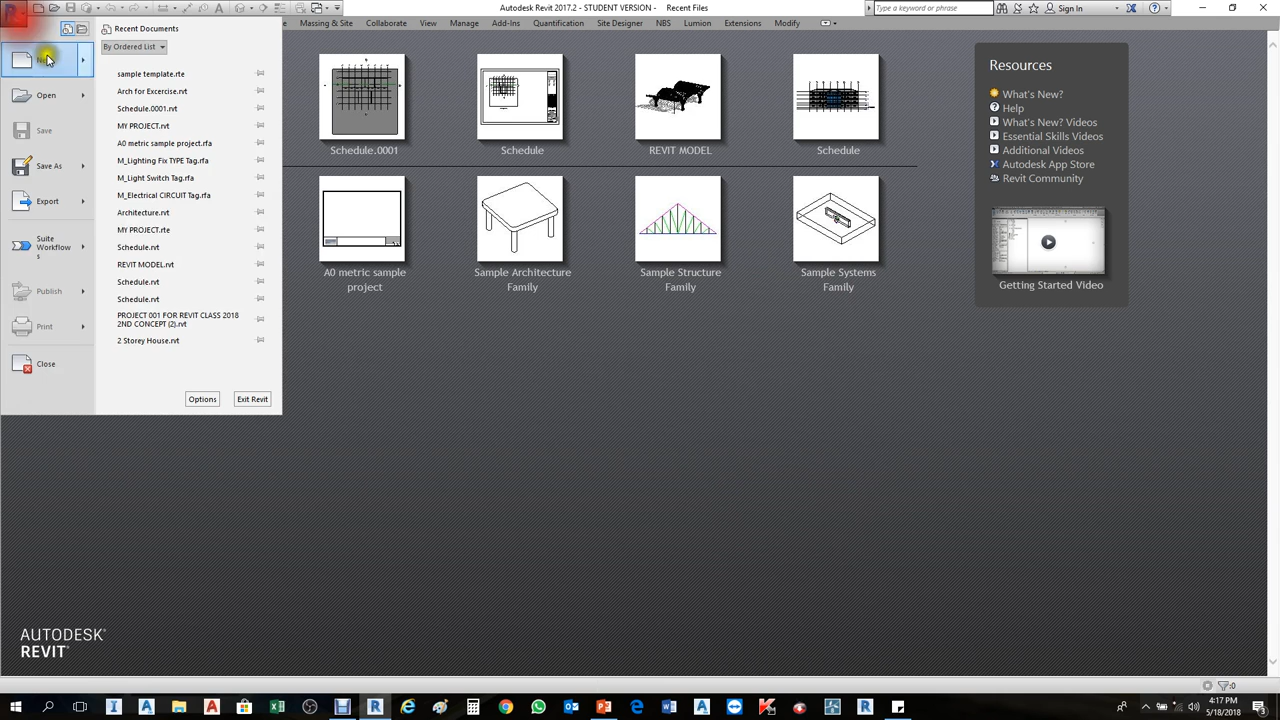 Autodesk Revit 2017.2 - STUDENT VERSION - Recent Files
Type a keyword or phrase
Sign In
Massing & Site
Collaborate
View
Manage
Add-Ins
Quantification
Site Designer
NBS
Lumion
Extensions
Modify
Recent Documents
By Ordered List
Open
Save
Save As
Export
Suite
Workflow
s
Publish
Print
Close
sample template.rte
Arch for Excercise.rvt
Schedule.0001.rvt
MY PROJECT.rvt
A0 metric sample project.rvt
M_Lighting Fix TYPE Tag.rfa
M_Light Switch Tag.rfa
M_Electrical CIRCUIT Tag.rfa
Architecture.rvt
MY PROJECT.rte
Schedule.rvt
REVIT MODEL.rvt
Schedule.rvt
Schedule.rvt
PROJECT 001 FOR REVIT CLASS 2018
2ND CONCEPT (2).rvt
2 Storey House.rvt
Options
Exit Revit
Schedule.0001
Schedule
REVIT MODEL
Schedule
A0 metric sample
project
Sample Architecture
Family
Sample Structure
Family
Sample Systems
Family
Resources
What's New?
Help
What's New? Videos
Essential Skills Videos
Additional Videos
Autodesk App Store
Revit Community
Getting Started Video
AUTODESK®
REVIT®
:0
4:17 PM
5/18/2018